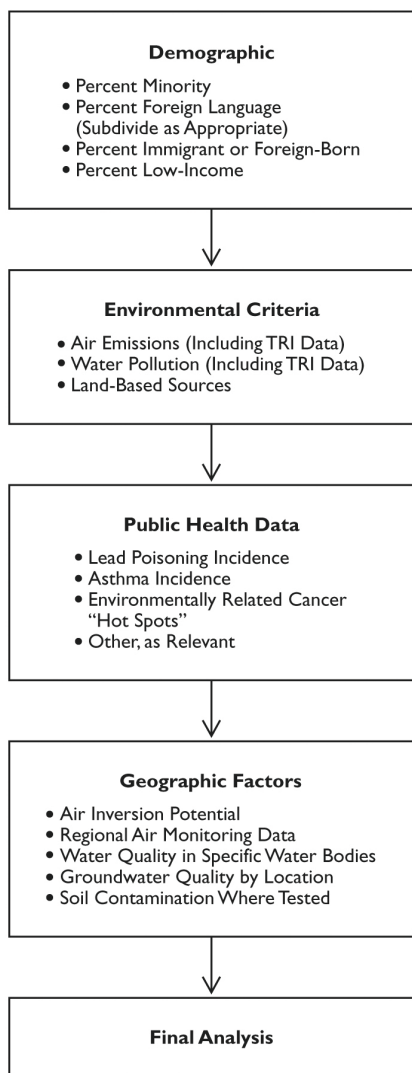 Demographic
• Percent Minority
• Percent Foreign Language
(Subdivide as Appropriate)
• Percent Immigrant or Foreign-Born
• Percent Low-Income
Environmental Criteria
• Air Emissions (Including TRI Data)
• Water Pollution (Including TRI Data)
• Land-Based Sources
Public Health Data
• Lead Poisoning Incidence
• Asthma Incidence
• Environmentally Related Cancer
“Hot Spots”
• Other, as Relevant
Geographic Factors
• Air Inversion Potential
• Regional Air Monitoring Data
• Water Quality in Specific Water Bodies
• Groundwater Quality by Location
• Soil Contamination Where Tested
Final Analysis